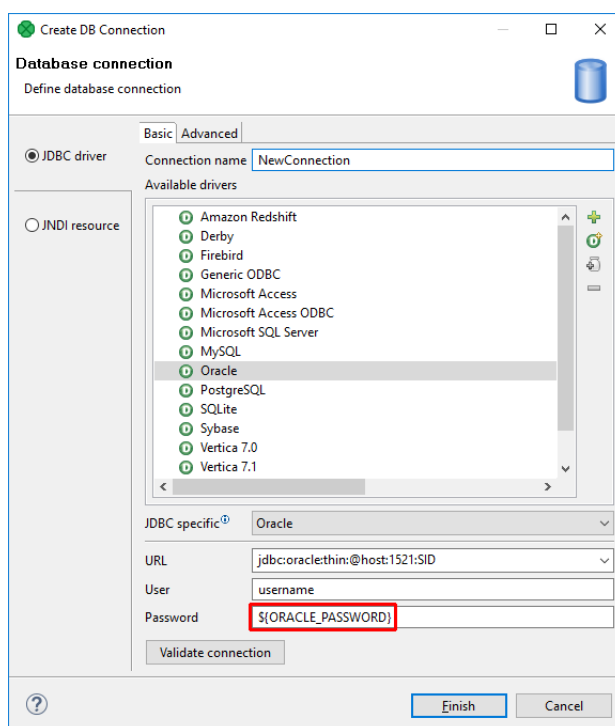 Create DB Connection
Database connection
Define database connection
Basic Advanced
JDBC driver
Connection name NewConnection
Available drivers
JNDI resource
Amazon Redshift
Derby
Firebird
Generic ODBC
Microsoft Access
Microsoft Access ODBC
Microsoft SQL Server
MySQL
Oracle
PostgreSQL
SQLite
Sybase
Vertica 7.0
Vertica 7.1
JDBC specific Oracle
URL jdbc:oracle:thin:@host:1521:SID
User username
Password ${ORACLE_PASSWORD}
Validate connection
Finish Cancel